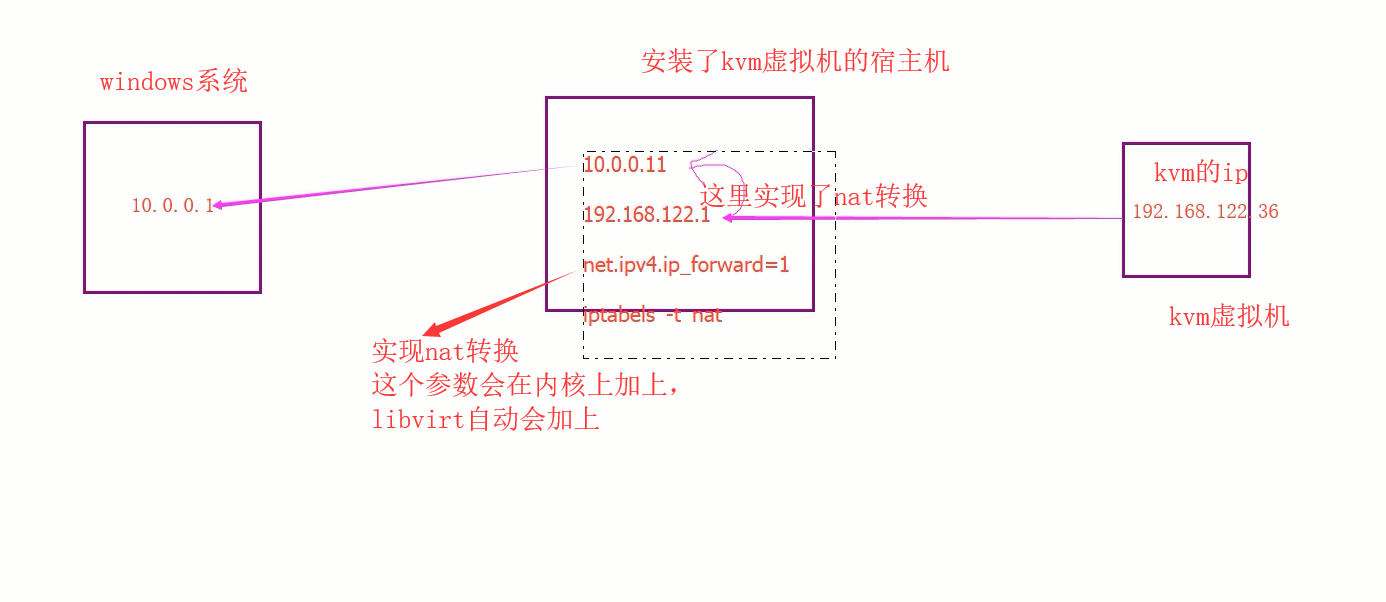 安装了kvm虚拟机的宿主机
windows系统
10.0.0.11
kvm的ip
这里实现了nat转换
10.0.0.1
192.168.122.1
192.168.122.36
net.ipv4.ip_forward=1
iptabels -t nat
kvm虚拟机
实现nat转换
这个参数会在内核上加上，
libvirt自动会加上